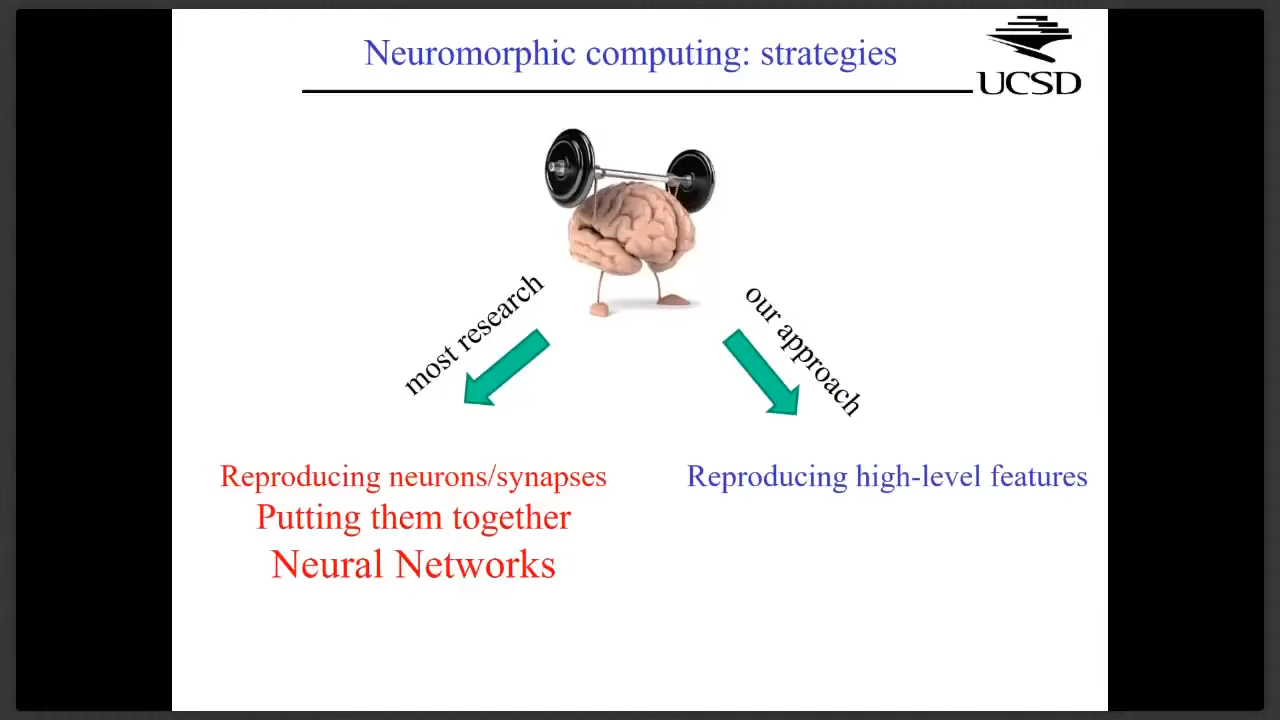 Neuromorphic computing: strategies
UCSD
most research
our approach
Reproducing neurons/synapses
Putting them together
Neural Networks
Reproducing high-level features